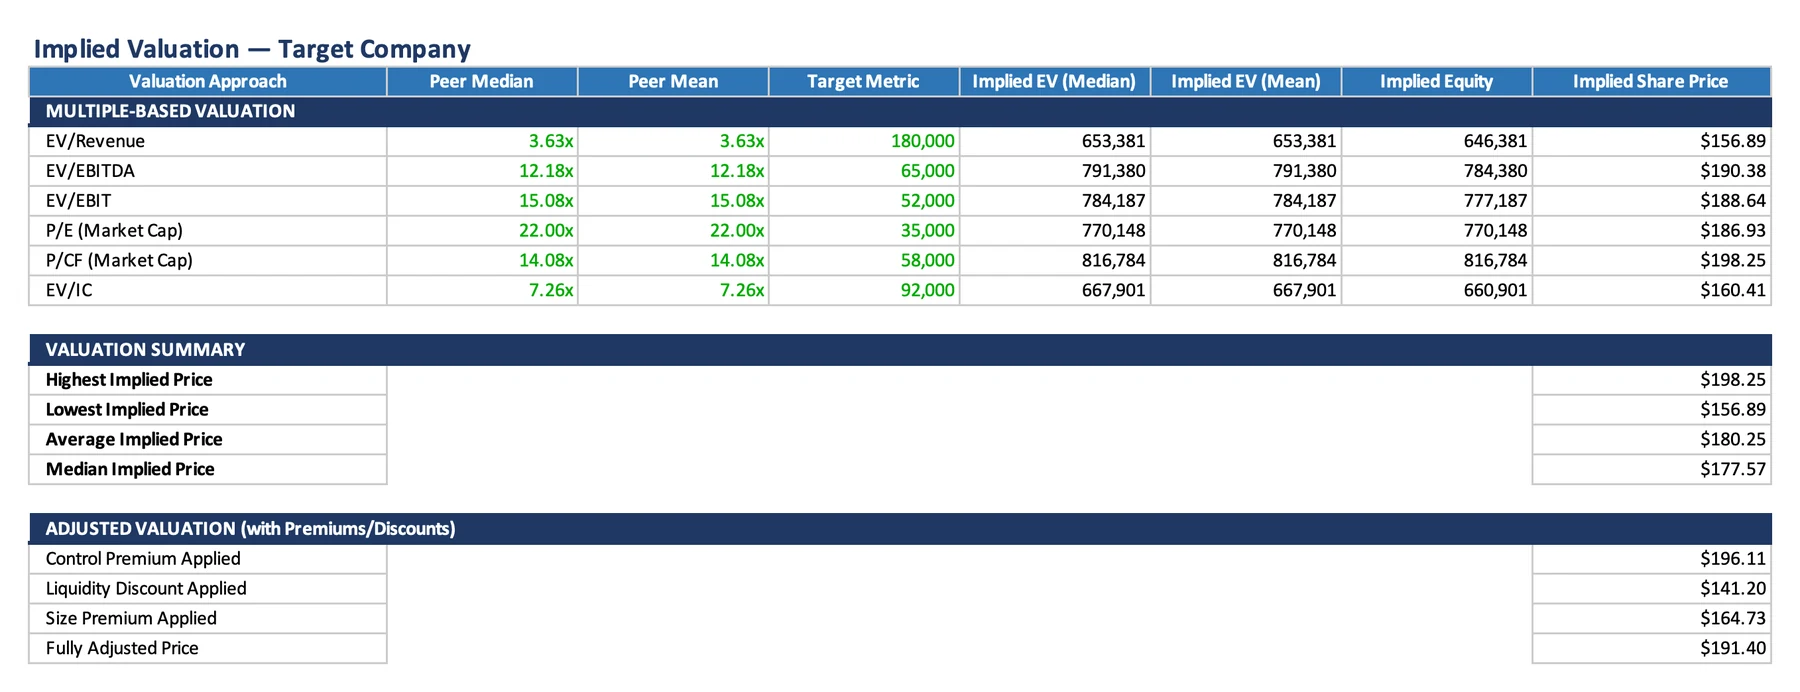 Implied Valuation — Target Company
Valuation Approach Peer Median Peer Mean Target Metric Implied EV (Median) Implied EV (Mean) Implied Equity Implied Share Price
MULTIPLE-BASED VALUATION
EV/Revenue 3.63x 3.63x 180,000 653,381 653,381 646,381 $156.89
EV/EBITDA 12.18x 12.18x 65,000 791,380 791,380 784,380 $190.38
EV/EBIT 15.08x 15.08x 52,000 784,187 784,187 777,187 $188.64
P/E (Market Cap) 22.00x 22.00x 35,000 770,148 770,148 770,148 $186.93
P/CF (Market Cap) 14.08x 14.08x 58,000 816,784 816,784 816,784 $198.25
EV/IC 7.26x 7.26x 92,000 667,901 667,901 660,901 $160.41
VALUATION SUMMARY
Highest Implied Price $198.25
Lowest Implied Price $156.89
Average Implied Price $180.25
Median Implied Price $177.57
ADJUSTED VALUATION (with Premiums/Discounts)
Control Premium Applied $196.11
Liquidity Discount Applied $141.20
Size Premium Applied $164.73
Fully Adjusted Price $191.40